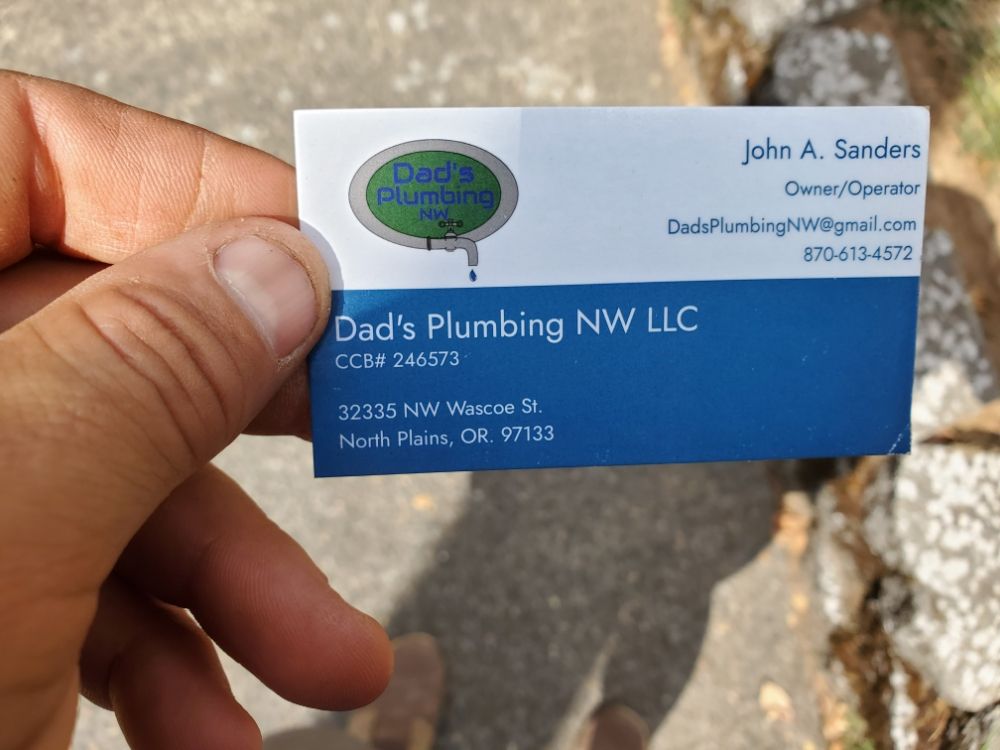 Dad's
Plumbing
NW
John A. Sanders
Owner/Operator
DadsPlumbingNW@gmail.com
870-613-4572
Dad's Plumbing NW LLC
CCB# 246573
32335 NW Wascoe St.
North Plains, OR. 97133